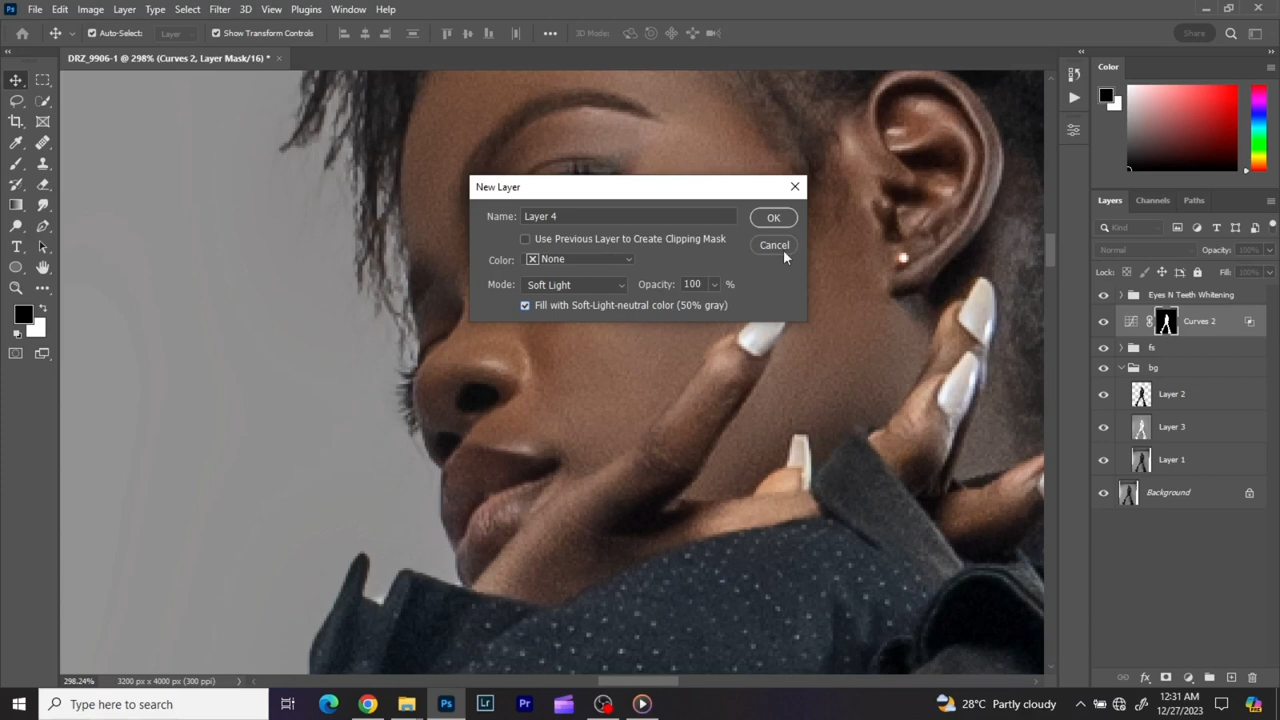 Ps File Edit Image Layer Type Select Filter 3D View Plugins Window Help
Auto-Select: Layer Show Transform Controls 3D Mode: Share
DRZ_9906-1 @ 298% (Curves 2, Layer Mask/16) *
Color
New Layer
Name: Layer 4 OK
Use Previous Layer to Create Clipping Mask
Cancel
Color: None
Mode: Soft Light Opacity: 100 %
Fill with Soft-Light-neutral color (50% gray)
Layers Channels Paths
Kind
Normal Opacity: 100%
Lock: Fill: 100%
Eyes N Teeth Whitening
Curves 2
fs
bg
Layer 2
Layer 3
Layer 1
Background
fx
298.24% 3200 px x 4000 px (300 ppi)
Type here to search Ps Lr Pr 28°C Partly cloudy 12:31 AM
12/27/2023